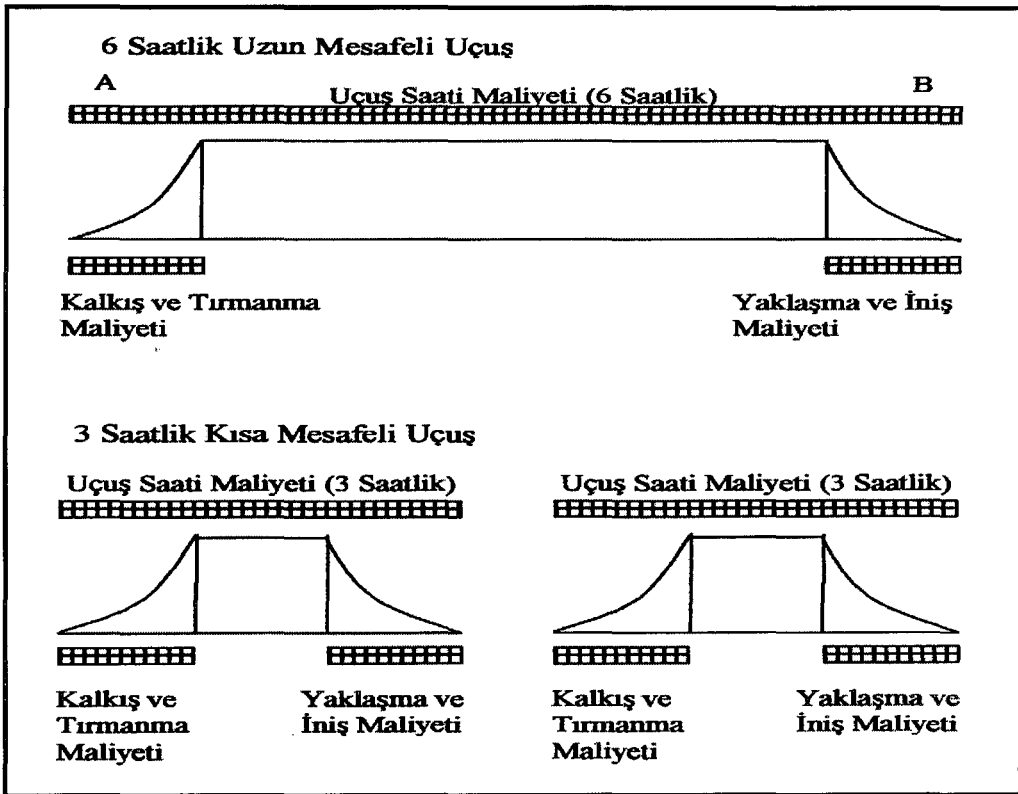 6 Saatlik Uzun Mesafeli Uçuş
A
B
Uçuş Saati Maliyeti (6 Saatlik)
Kalkış ve Tırmanma
Maliyeti
Yaklaşma ve İniş
Maliyeti
3 Saatlik Kısa Mesafeli Uçuş
Uçuş Saati Maliyeti (3 Saatlik)
Uçuş Saati Maliyeti (3 Saatlik)
Kalkış ve
Tırmanma
Maliyeti
Yaklaşma ve
İniş Maliyeti
Kalkış ve
Tırmanma
Maliyeti
Yaklaşma ve
İniş Maliyeti